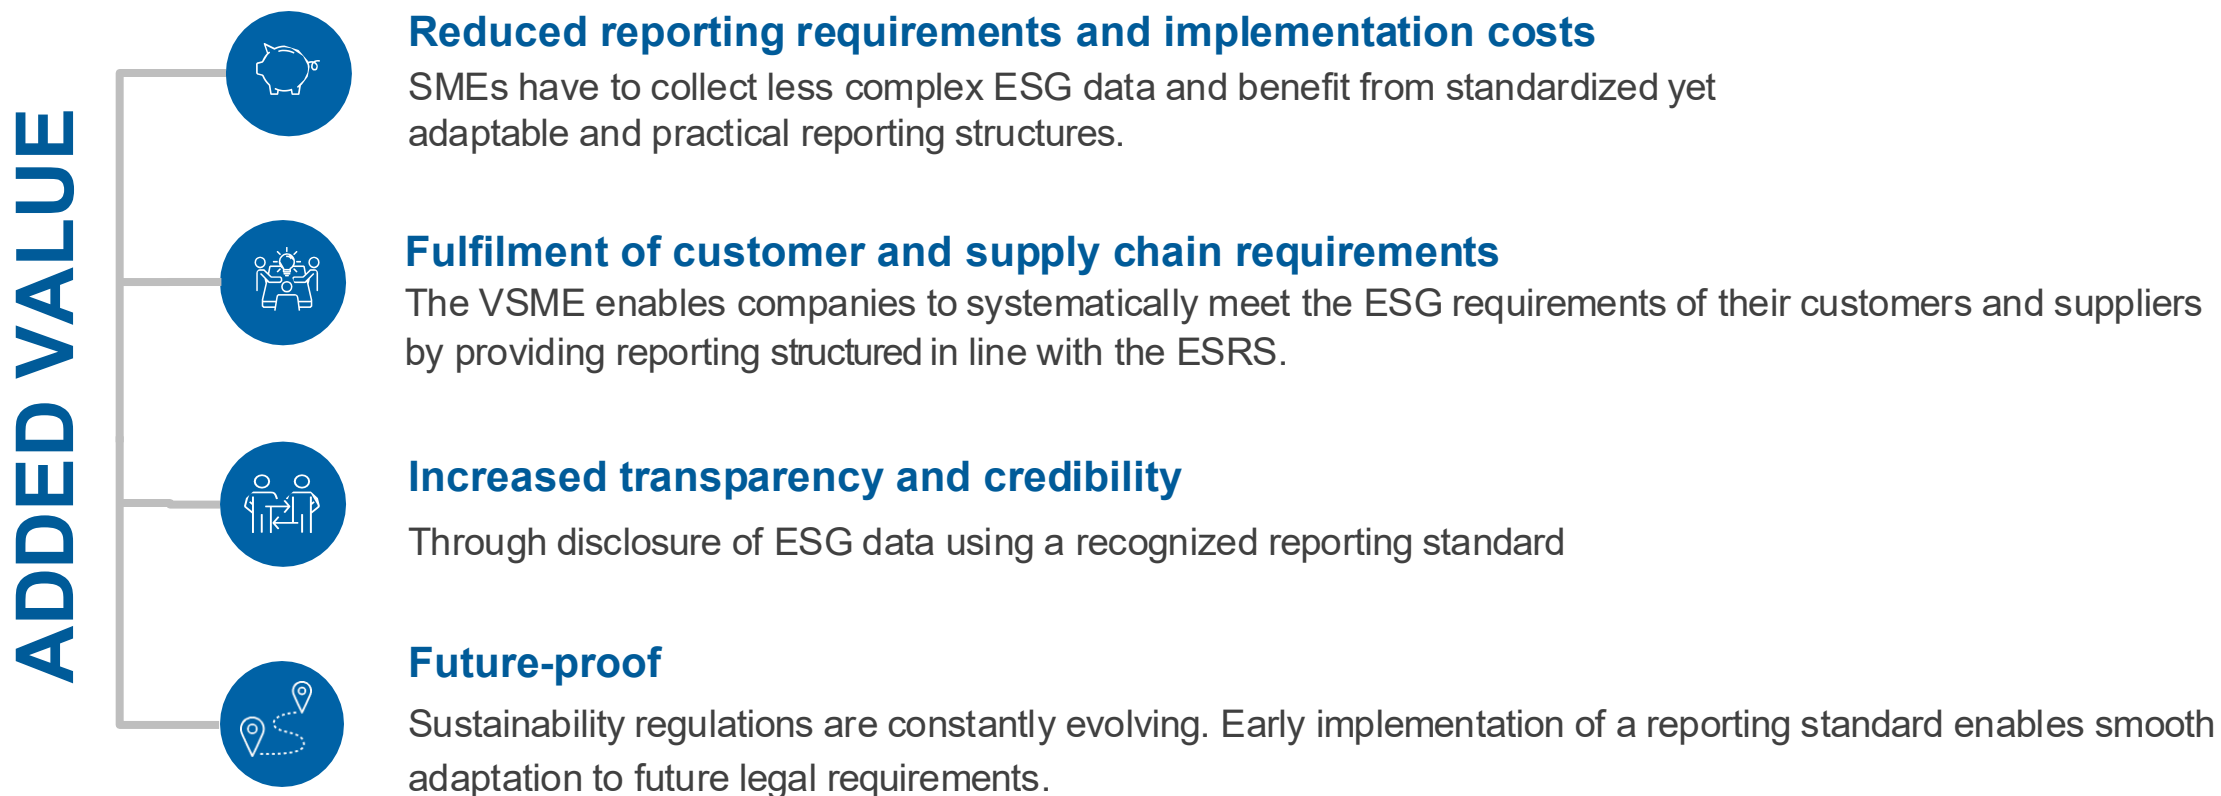 ADDED VALUE
Reduced reporting requirements and implementation costs
SMEs have to collect less complex ESG data and benefit from standardized yet
adaptable and practical reporting structures.
Fulfilment of customer and supply chain requirements
The VSME enables companies to systematically meet the ESG requirements of their customers and suppliers
by providing reporting structured in line with the ESRS.
Increased transparency and credibility
Through disclosure of ESG data using a recognized reporting standard
Future-proof
Sustainability regulations are constantly evolving. Early implementation of a reporting standard enables smooth
adaptation to future legal requirements.